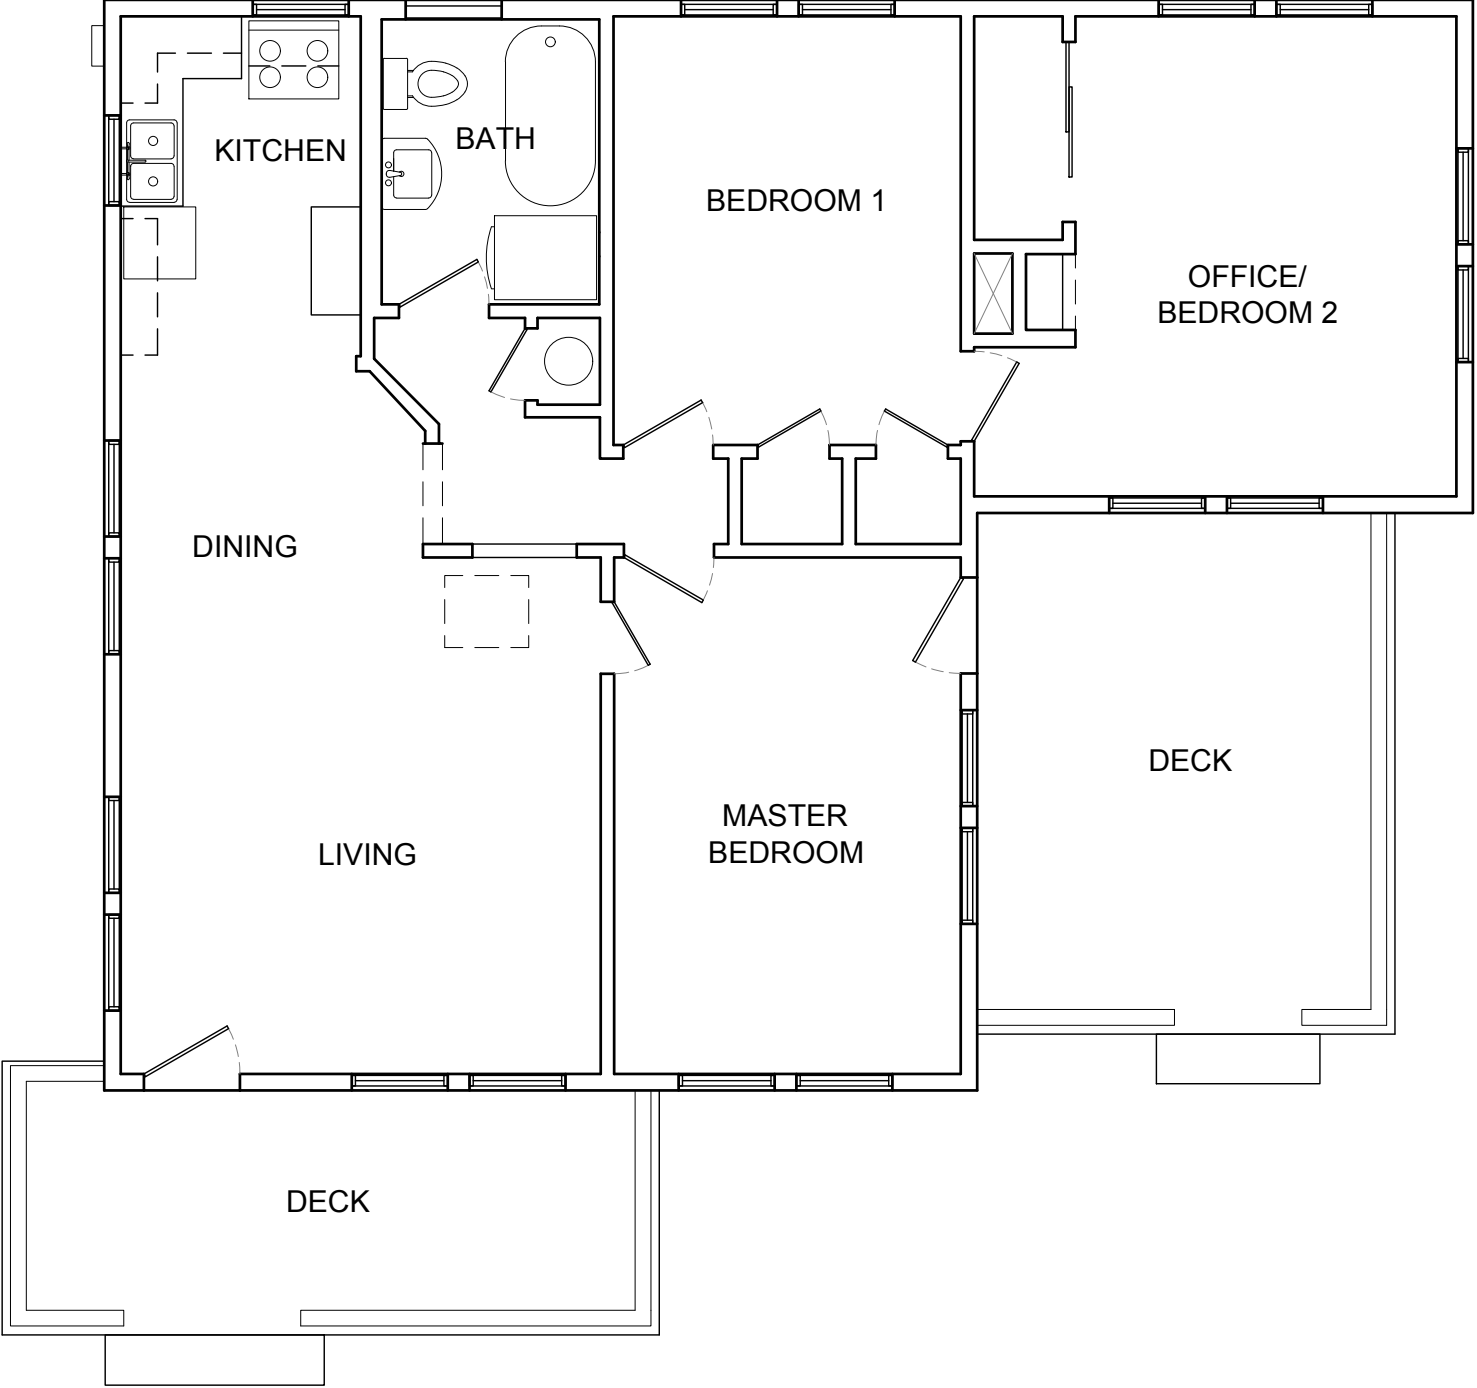 KITCHEN
BATH
BEDROOM 1
OFFICE/
BEDROOM 2
DINING
LIVING
MASTER
BEDROOM
DECK
DECK